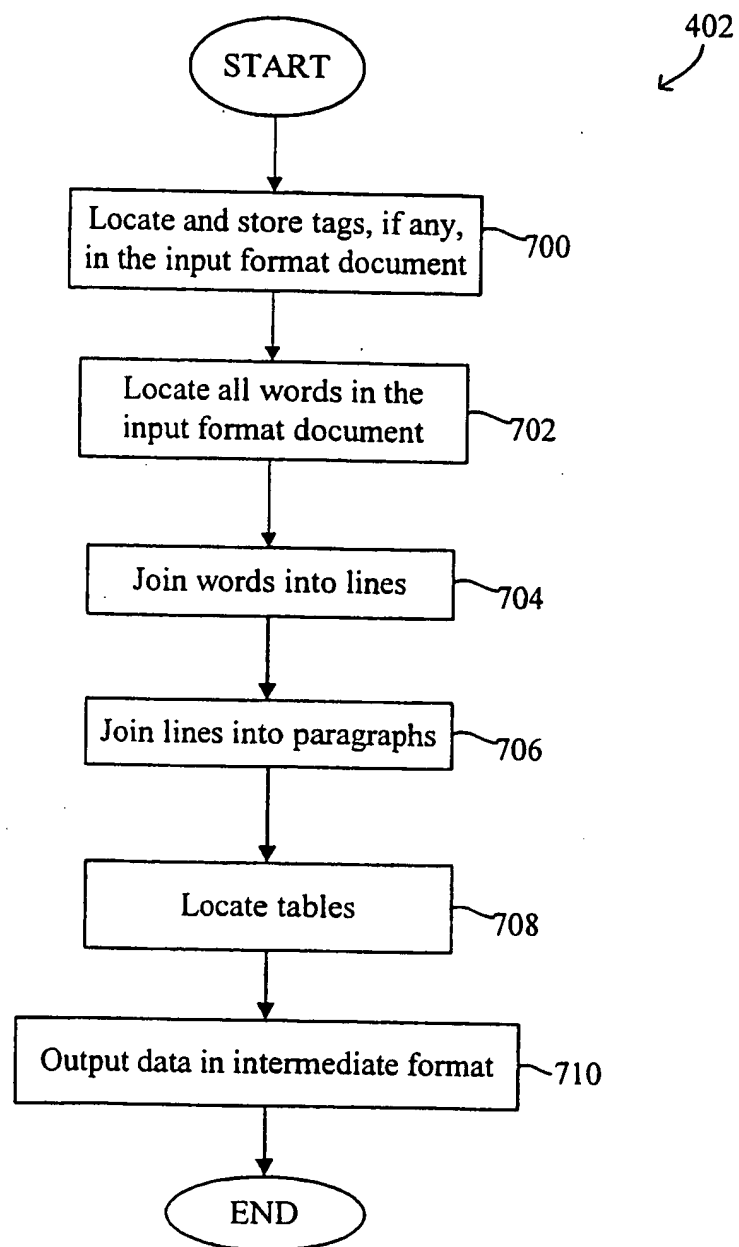 402
START
Locate and store tags, if any,
in the input format document
700
Locate all words in the
input format document
702
Join words into lines
704
Join lines into paragraphs
706
Locate tables
708
Output data in intermediate format
710
END